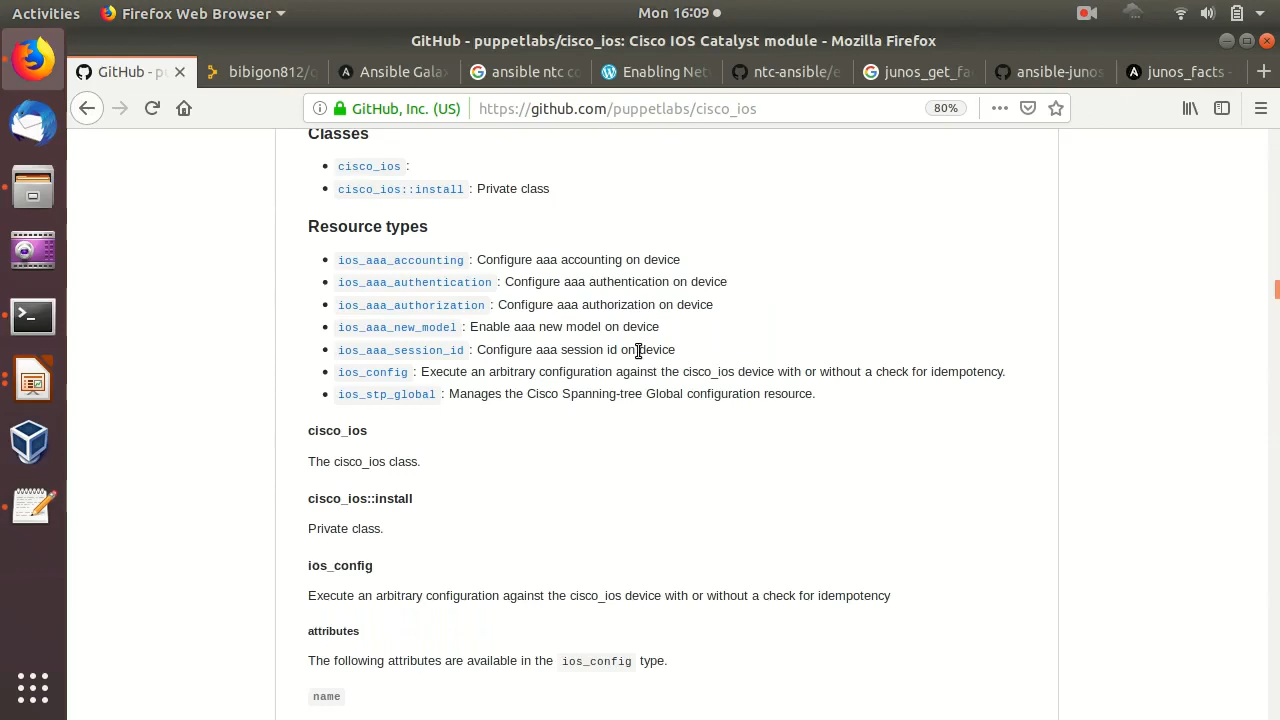 Activities Firefox Web Browser Mon 16:09
GitHub - puppetlabs/cisco_ios: Cisco IOS Catalyst module - Mozilla Firefox
GitHub - pu bibigon812/q Ansible Gala ansible ntc co Enabling Net ntc-ansible/e junos_get_fa ansible-junos junos_facts -
GitHub, Inc. (US) https://github.com/puppetlabs/cisco_ios 80%
Classes
cisco_ios :
cisco_ios::install : Private class
Resource types
ios_aaa_accounting : Configure aaa accounting on device
ios_aaa_authentication : Configure aaa authentication on device
ios_aaa_authorization : Configure aaa authorization on device
ios_aaa_new_model : Enable aaa new model on device
ios_aaa_session_id : Configure aaa session id on device
ios_config : Execute an arbitrary configuration against the cisco_ios device with or without a check for idempotency.
ios_stp_global : Manages the Cisco Spanning-tree Global configuration resource.
cisco_ios
The cisco_ios class.
cisco_ios::install
Private class.
ios_config
Execute an arbitrary configuration against the cisco_ios device with or without a check for idempotency
attributes
The following attributes are available in the ios_config type.
name